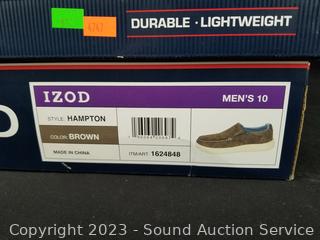 DURABLE · LIGHTWEIGHT
IZOD
MEN'S 10
STYLE: HAMPTON
COLOR: BROWN
MADE IN CHINA
ITM/ART. 1624848
Copyright 2023 - Sound Auction Service